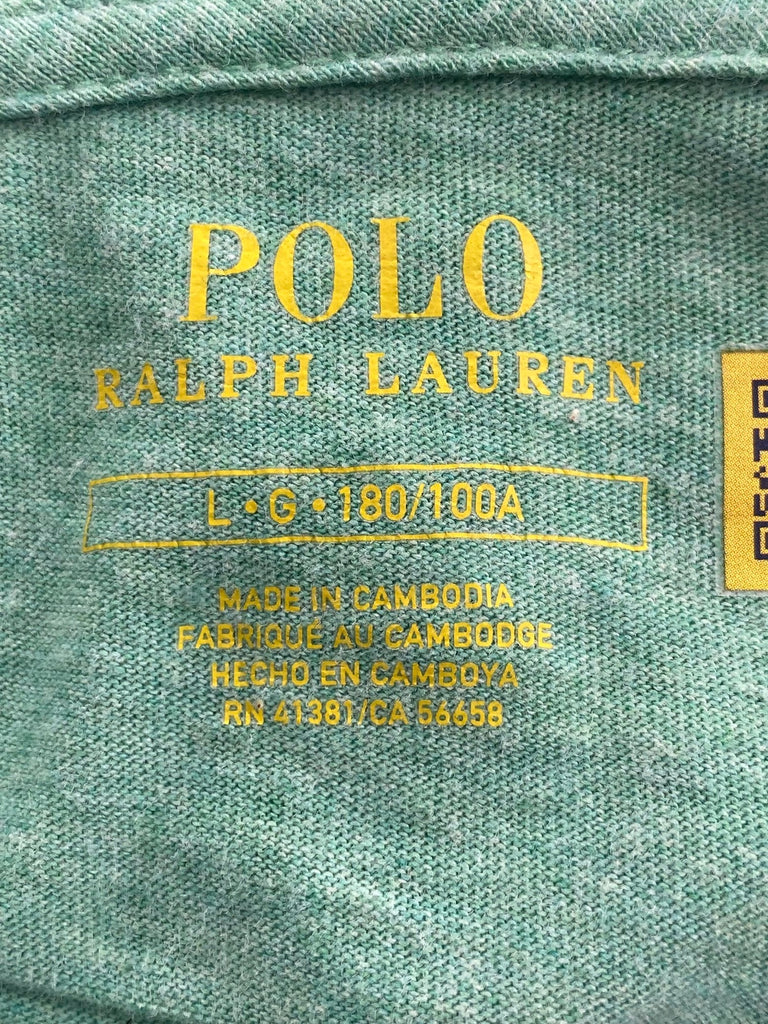 POLO
RALPH LAUREN
L • G • 180/100A
MADE IN CAMBODIA
FABRIQUÉ AU CAMBODGE
HECHO EN CAMBOYA
RN 41381/CA 56658